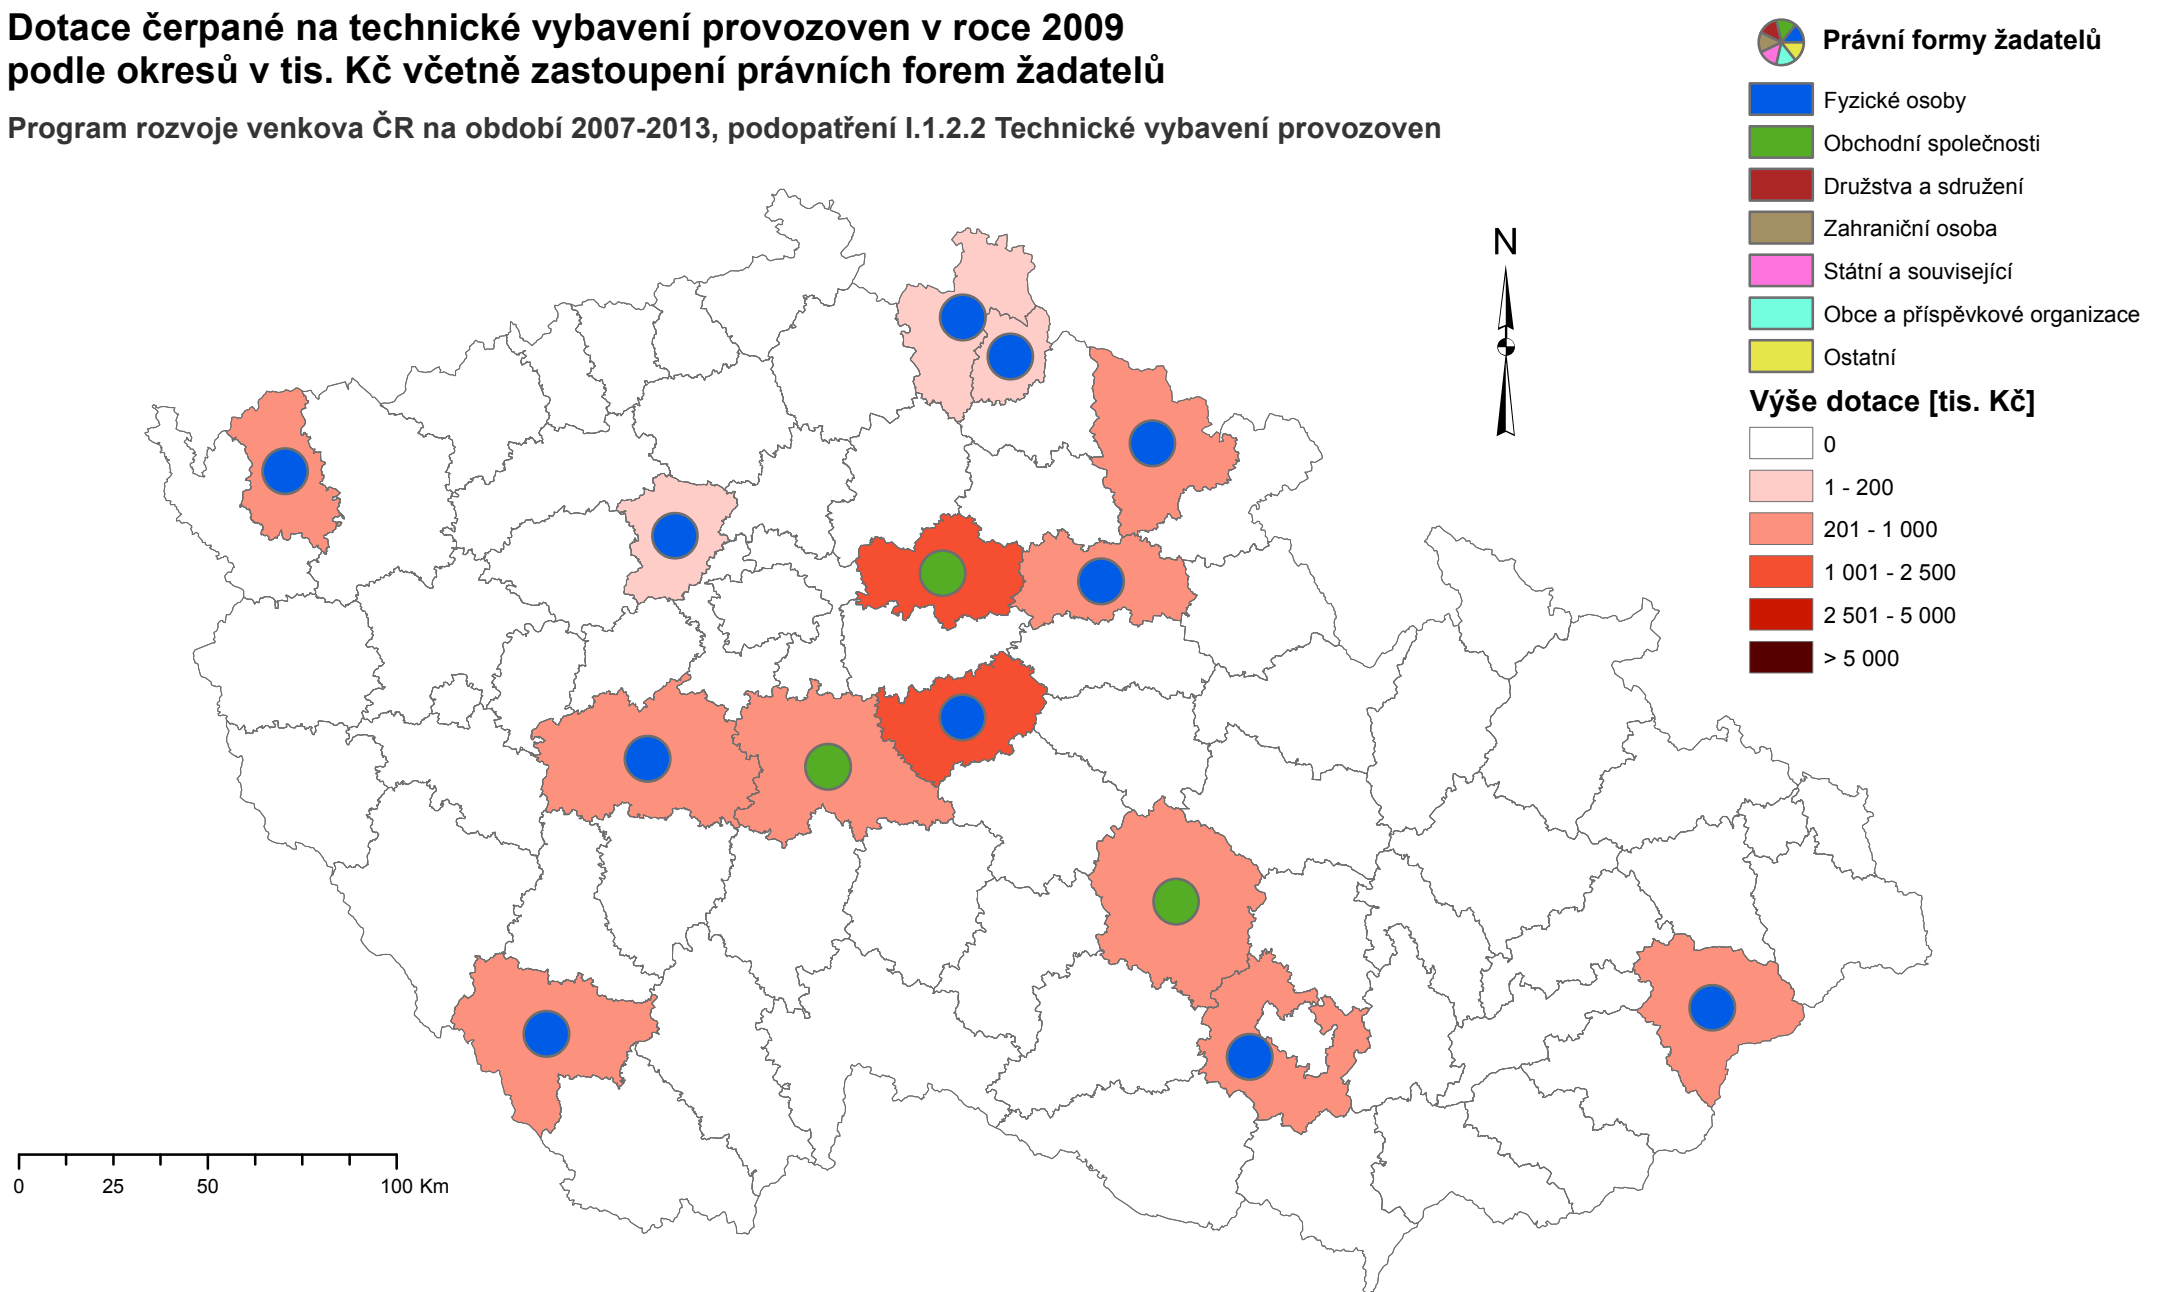 Dotace čerpané na technické vybavení provozoven v roce 2009
podle okresů v tis. Kč včetně zastoupení právních forem žadatelů
Program rozvoje venkova ČR na období 2007-2013, podopatření I.1.2.2 Technické vybavení provozoven
Právní formy žadatelů
Fyzické osoby
Obchodní společnosti
Družstva a sdružení
Zahraniční osoba
Státní a související
Obce a příspěvkové organizace
Ostatní
Výše dotace [tis. Kč]
0
1 - 200
201 - 1 000
1 001 - 2 500
2 501 - 5 000
> 5 000
N
0 25 50 100 Km